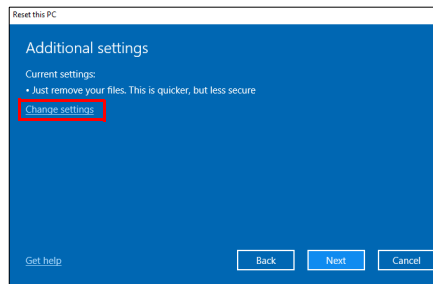 Reset this PC
Additional settings
Current settings:
• Just remove your files. This is quicker, but less secure
Change settings
Get help
Back
Next
Cancel